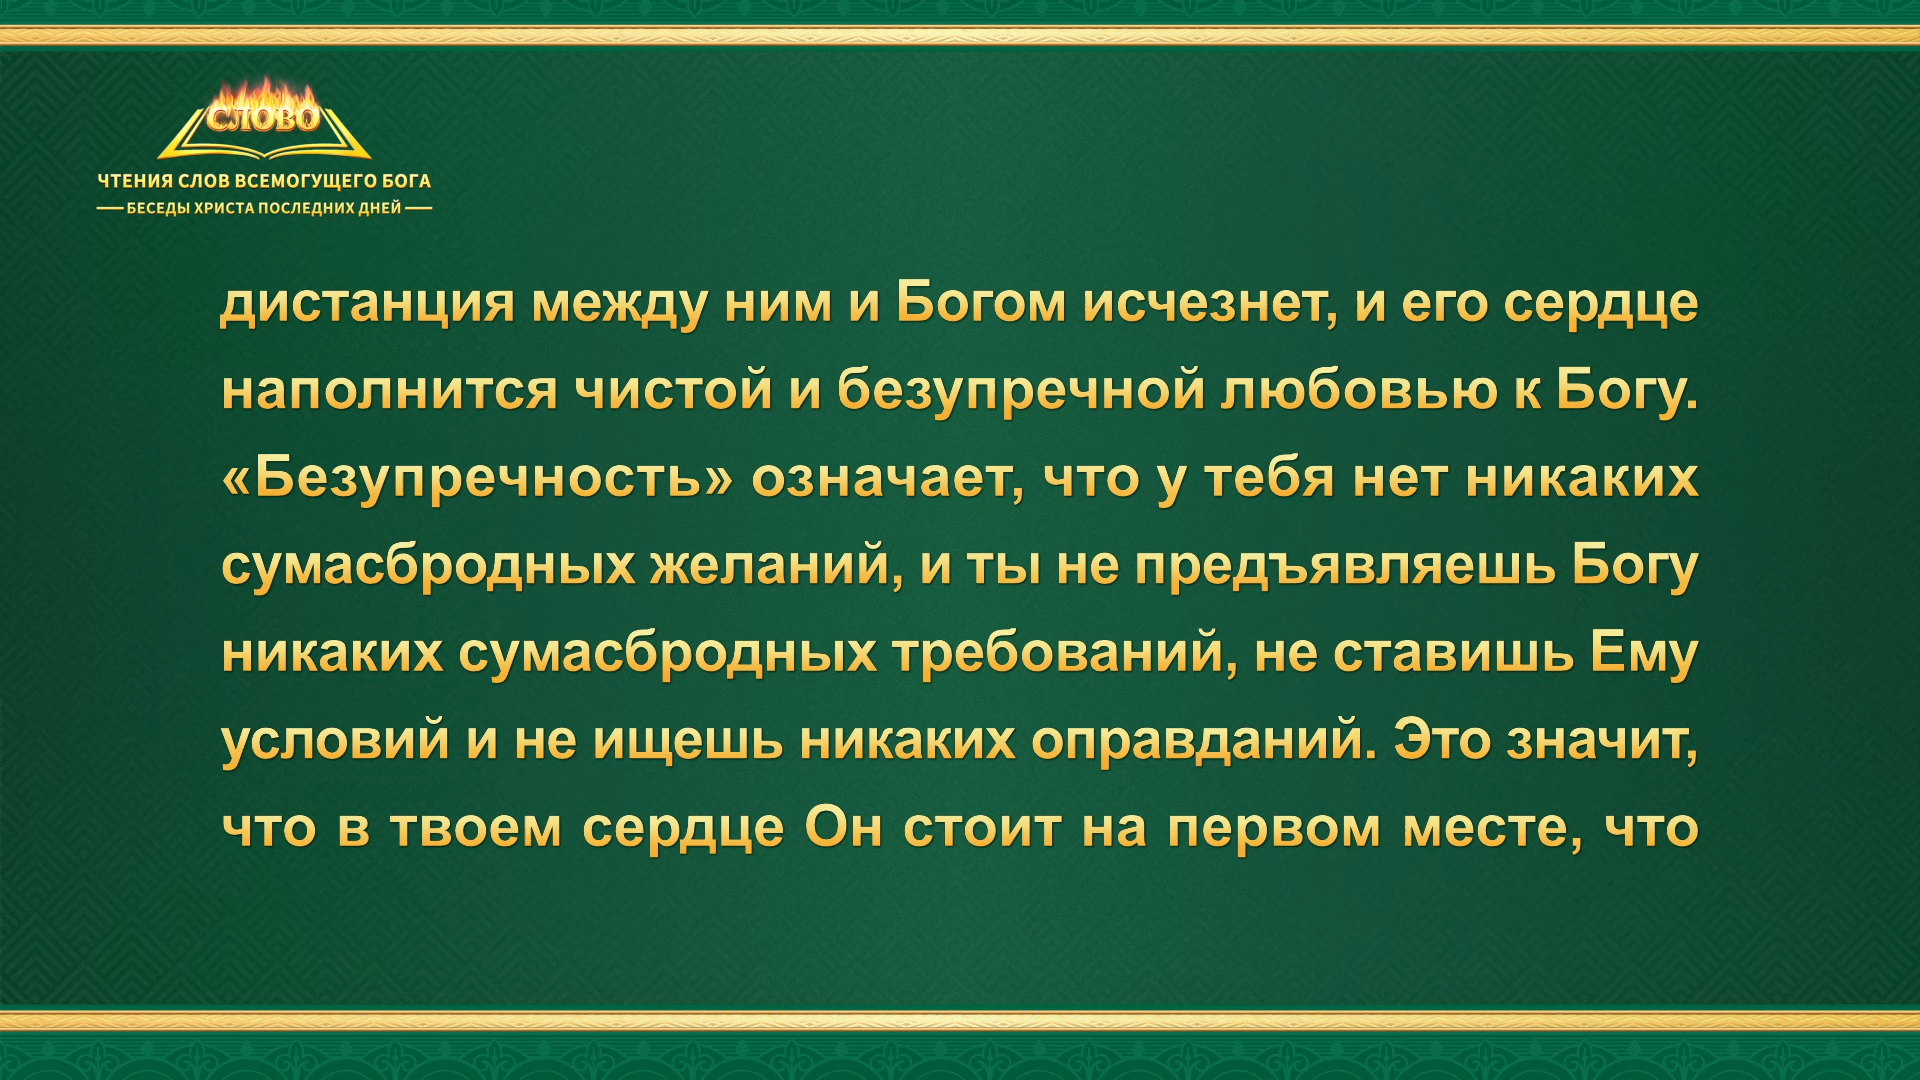 СЛОВО
ЧТЕНИЯ СЛОВ ВСЕМОГУЩЕГО БОГА
БЕСЕДЫ ХРИСТА ПОСЛЕДНИХ ДНЕЙ
дистанция между ним и Богом исчезнет, и его сердце
наполнится чистой и безупречной любовью к Богу.
«Безупречность» означает, что у тебя нет никаких
сумасбродных желаний, и ты не предъявляешь Богу
никаких сумасбродных требований, не ставишь Ему
условий и не ищешь никаких оправданий. Это значит,
что в твоем сердце Он стоит на первом месте, что